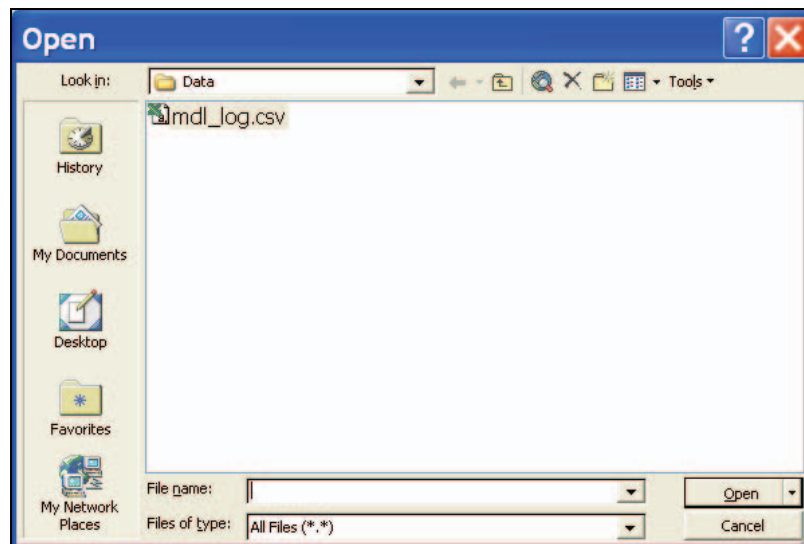 Open
Look in: Data Tools
mdl_log.csv
History
My Documents
Desktop
Favorites
My Network
Places
File name:
Open
Files of type: All Files (*.*)
Cancel